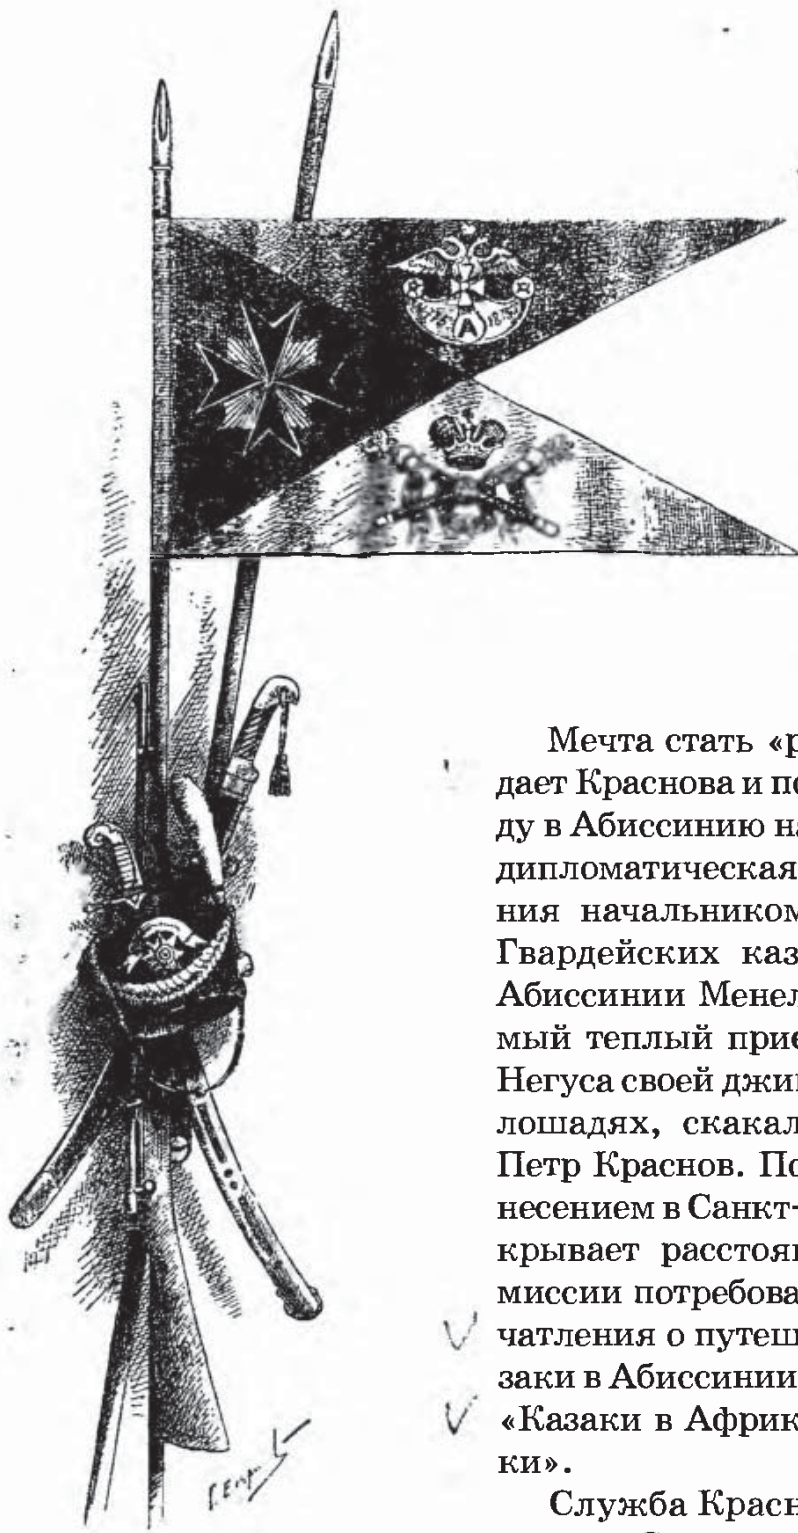 17
1775
А
Мечта стать «р
дает Краснова и по
ду в Абиссинию на
дипломатическая
ния начальником
Гвардейских каз
Абиссинии Менел
мый теплый прие
Негуса своей джи
лошадях, скакал
Петр Краснов. По
несением в Санкт-
крывает расстоя
миссии потребова
чатления о путеш
заки в Абиссинии
«Казаки в Африк
ки».
Служба Красн